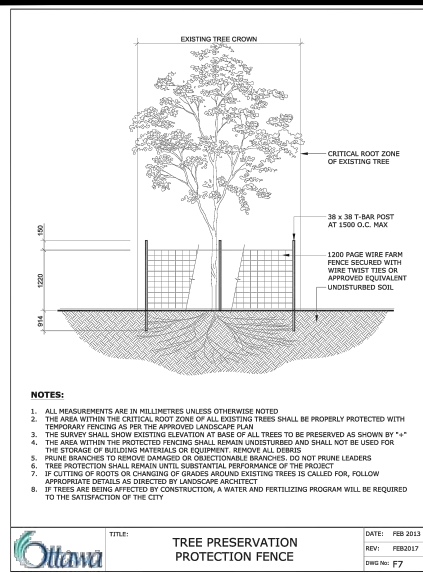 EXISTING TREE CROWN
CRITICAL ROOT ZONE
OF EXISTING TREE
38 x 38 T-BAR POST
AT 1500 O.C. MAX
150
1200 PAGE WIRE FARM
FENCE SECURED WITH
WIRE TWIST TIES OR
APPROVED EQUIVALENT
UNDISTURBED SOIL
1220
914
NOTES:
1. ALL MEASUREMENTS ARE IN MILLIMETRES UNLESS OTHERWISE NOTED
2. THE AREA WITHIN THE CRITICAL ROOT ZONE OF ALL EXISTING TREES SHALL BE PROPERLY PROTECTED WITH
TEMPORARY FENCING AS PER THE APPROVED LANDSCAPE PLAN
3. THE SURVEY SHALL SHOW EXISTING ELEVATION AT BASE OF ALL TREES TO BE PRESERVED AS SHOWN BY "+"
4. THE AREA WITHIN THE PROTECTED FENCING SHALL REMAIN UNDISTURBED AND SHALL NOT BE USED FOR
THE STORAGE OF BUILDING MATERIALS OR EQUIPMENT. REMOVE ALL DEBRIS
5. PRUNE BRANCHES TO REMOVE DAMAGED OR OBJECTIONABLE BRANCHES. DO NOT PRUNE LEADERS
6. TREE PROTECTION SHALL REMAIN UNTIL SUBSTANTIAL PERFORMANCE OF THE PROJECT
7. IF CUTTING OF ROOTS OR CHANGING OF GRADES AROUND EXISTING TREES IS CALLED FOR, FOLLOW
APPROPRIATE DETAILS AS DIRECTED BY LANDSCAPE ARCHITECT
8. IF TREES ARE BEING AFFECTED BY CONSTRUCTION, A WATER AND FERTILIZING PROGRAM WILL BE REQUIRED
TO THE SATISFACTION OF THE CITY
Ottawa
TITLE:
TREE PRESERVATION
PROTECTION FENCE
DATE: FEB 2013
REV: FEB2017
DWG No: F7